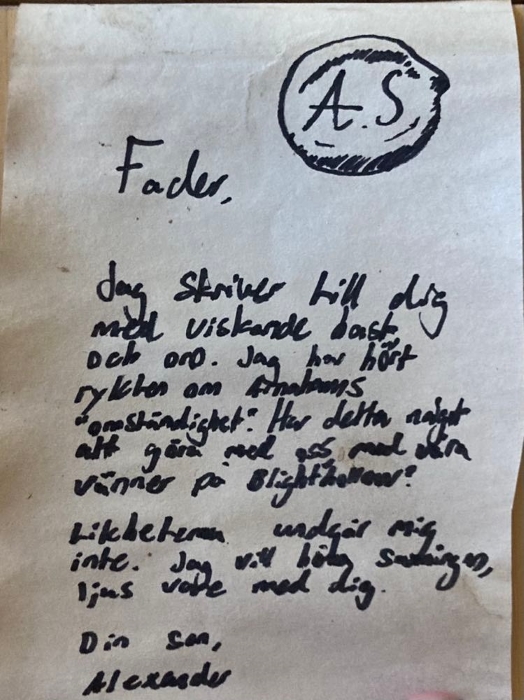 A.S
Fader,
Jag skriver till dig
med viskande hast
och oro. Jag har hört
rykten om
"omständighet". Har detta något
att göra med oss med våra
vänner på Blighthollow?
Likheterna undgår mig
inte. Jag vill höra sanningen,
ljus vare med dig.
Din son,
Alexander